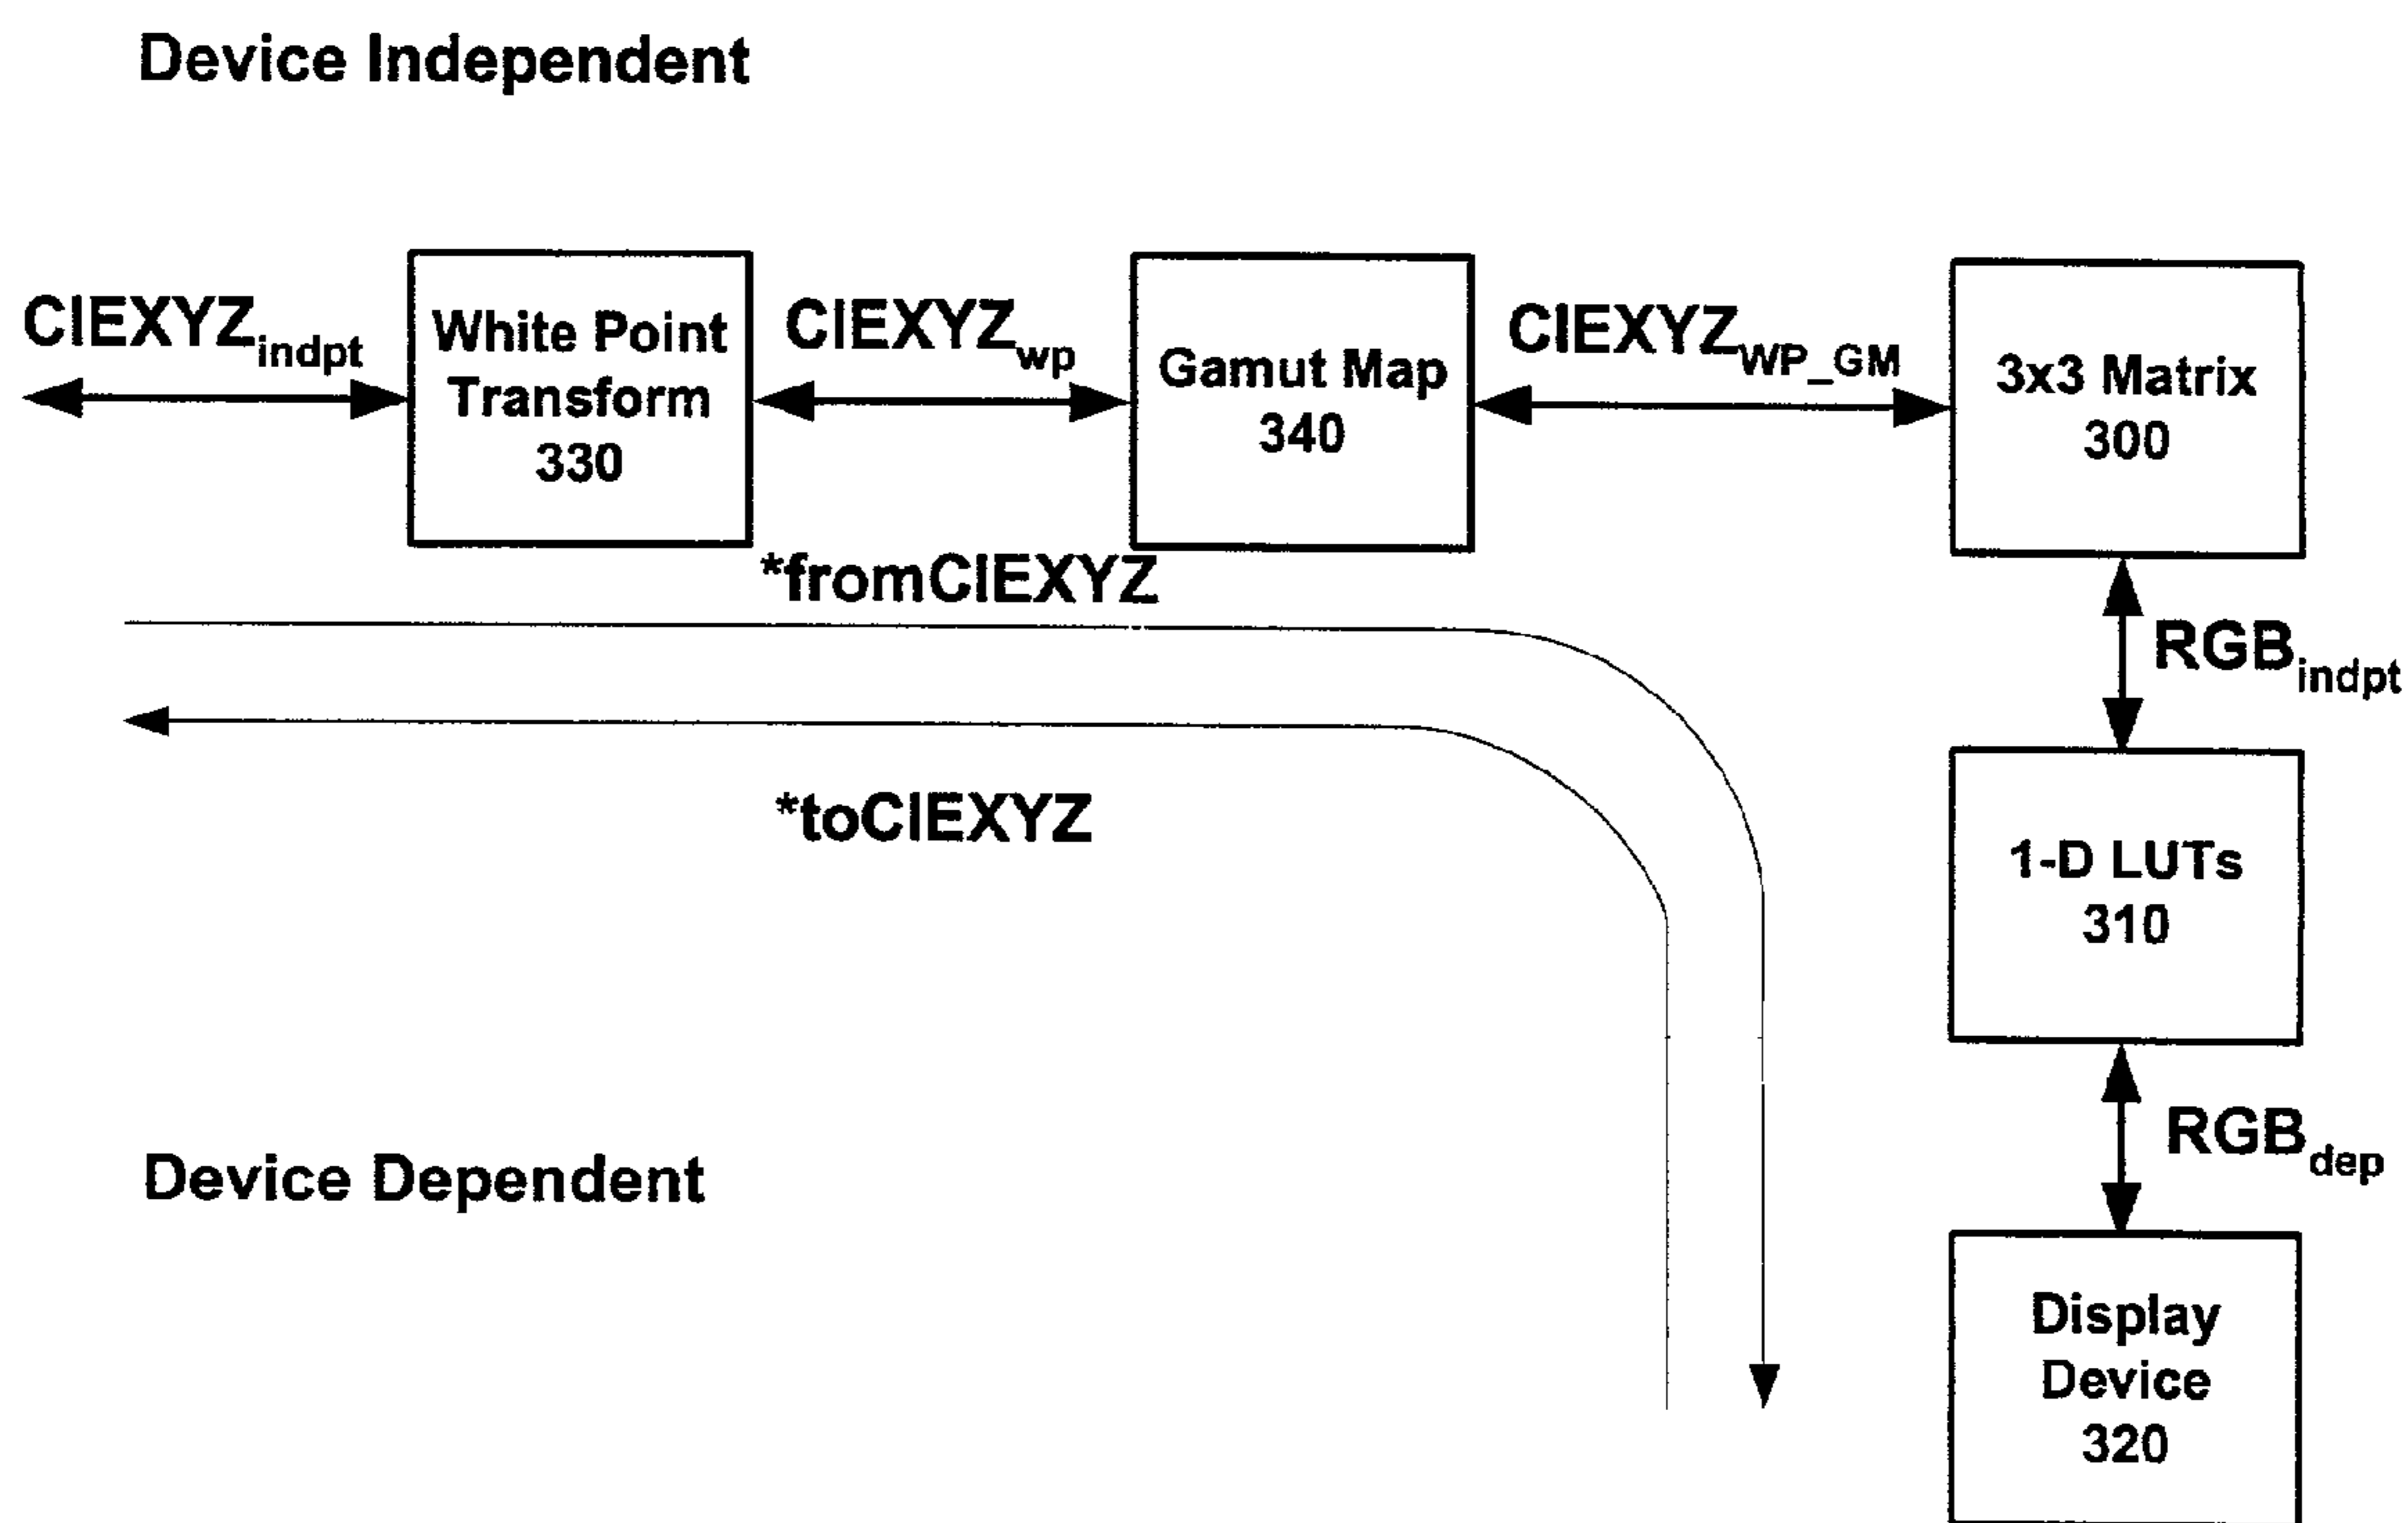 Device Independent
CIEXYZindpt
White Point
Transform
330
CIEXYZwp
Gamut Map
340
CIEXYZWP_GM
3x3 Matrix
300
*fromCIEXYZ
RGBindpt
*toCIEXYZ
1-D LUTs
310
Device Dependent
RGBdep
Display
Device
320